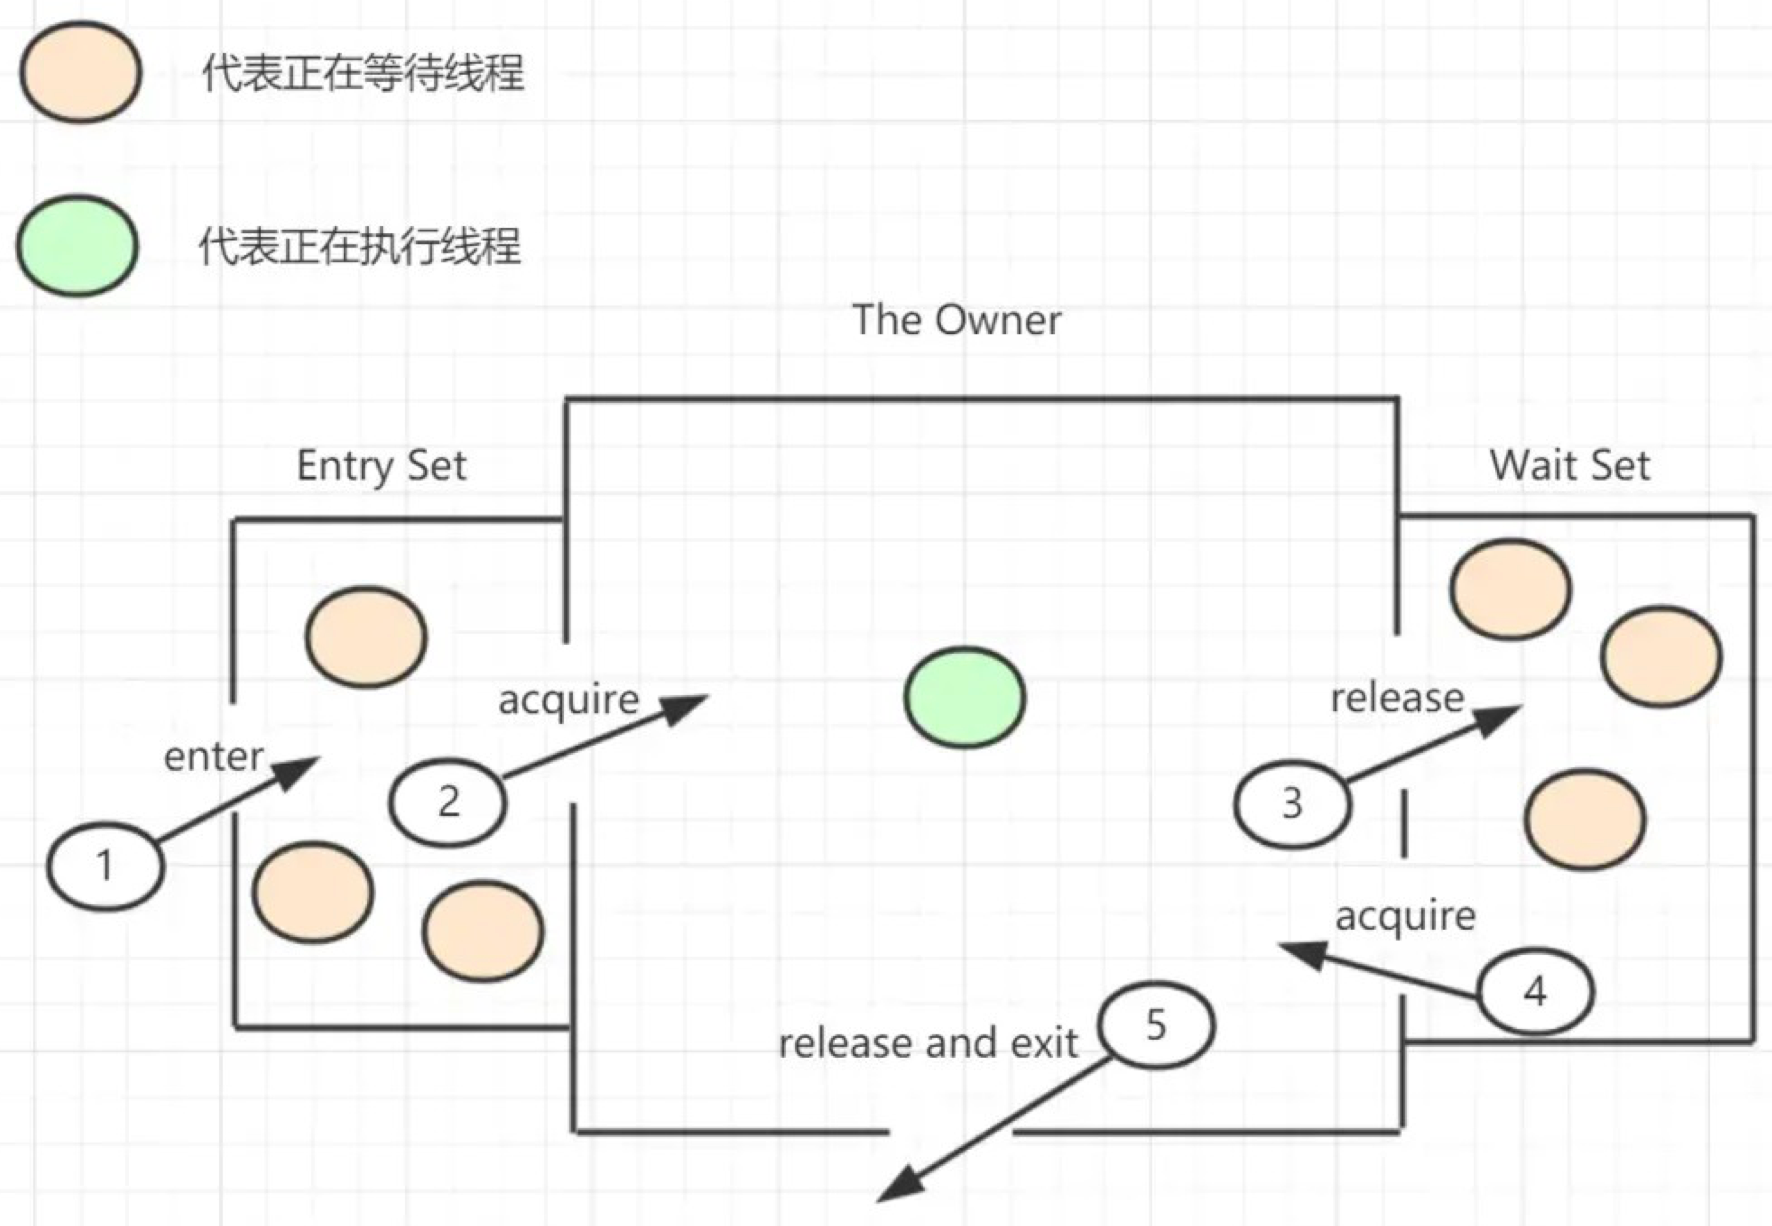 代表正在等待线程
代表正在执行线程
The Owner
Entry Set
Wait Set
acquire
release
enter
2
3
1
acquire
4
5
release and exit